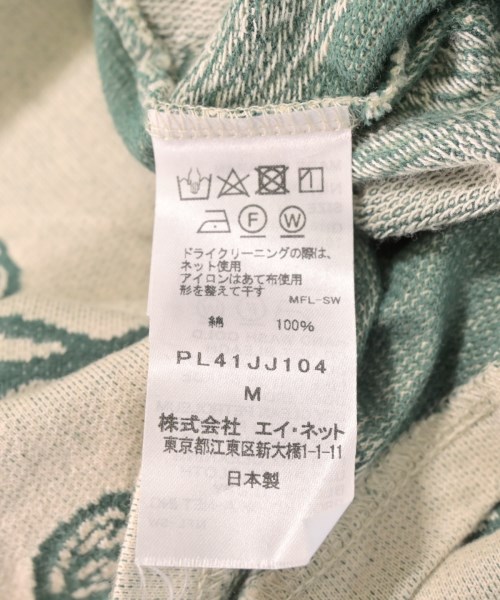 F W
ドライクリーニングの際は、
ネット使用
アイロンはあて布使用
形を整えて干す
MFL-SW
綿 100%
PL41JJ104
M
株式会社 エイ・ネット
東京都江東区新大橋1-1-11
日本製